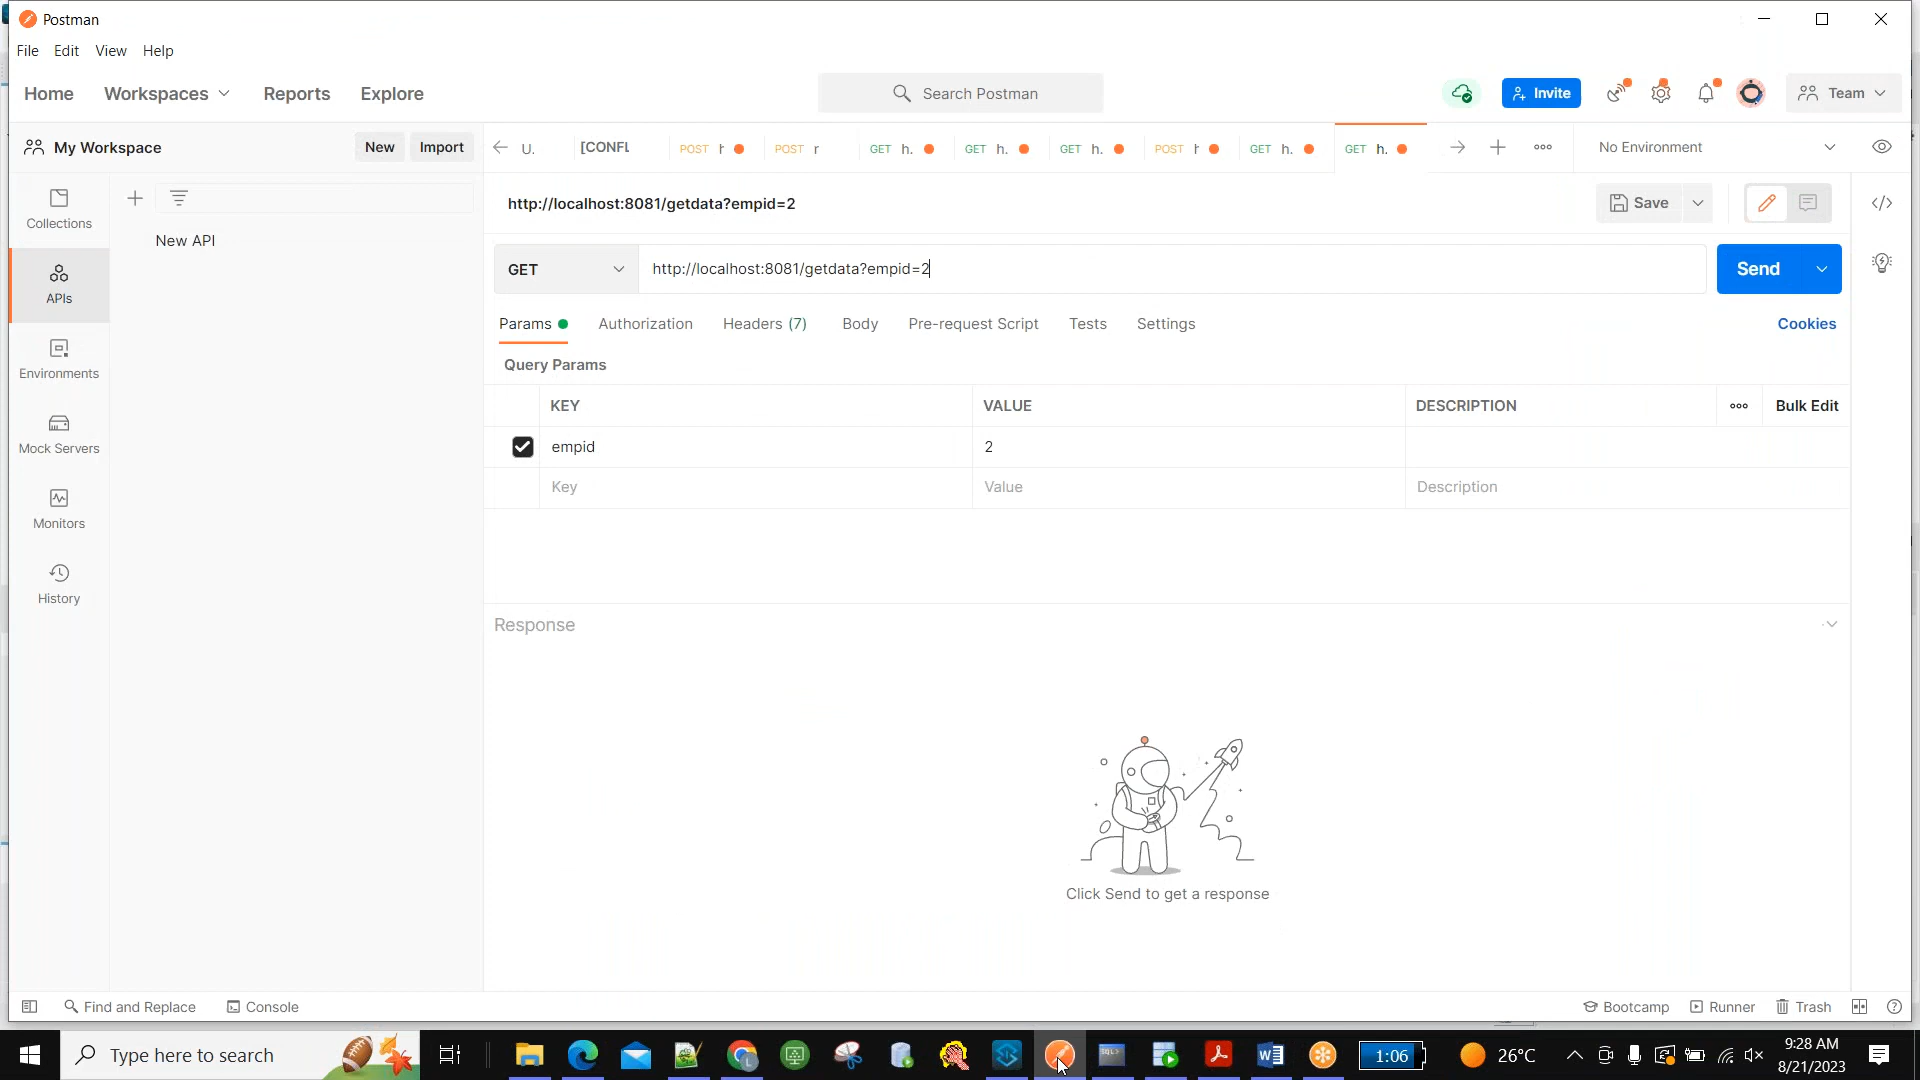 Postman
File Edit View Help
Home Workspaces Reports Explore
Search Postman
Invite
Team
My Workspace
New Import
U. [CONFL POST POST r GET h. GET h. GET h. POST GET h. GET h.
No Environment
Collections
New API
http://localhost:8081/getdata?empid=2
Save
GET http://localhost:8081/getdata?empid=2
Send
APIs
Params Authorization Headers (7) Body Pre-request Script Tests Settings
Cookies
Environments
Query Params
KEY VALUE DESCRIPTION
Bulk Edit
Mock Servers
empid 2
Key Value Description
Monitors
History
Response
Click Send to get a response
Find and Replace Console
Bootcamp Runner Trash
Type here to search
SQL>
L
1:06
26°C
9:28 AM
8/21/2023